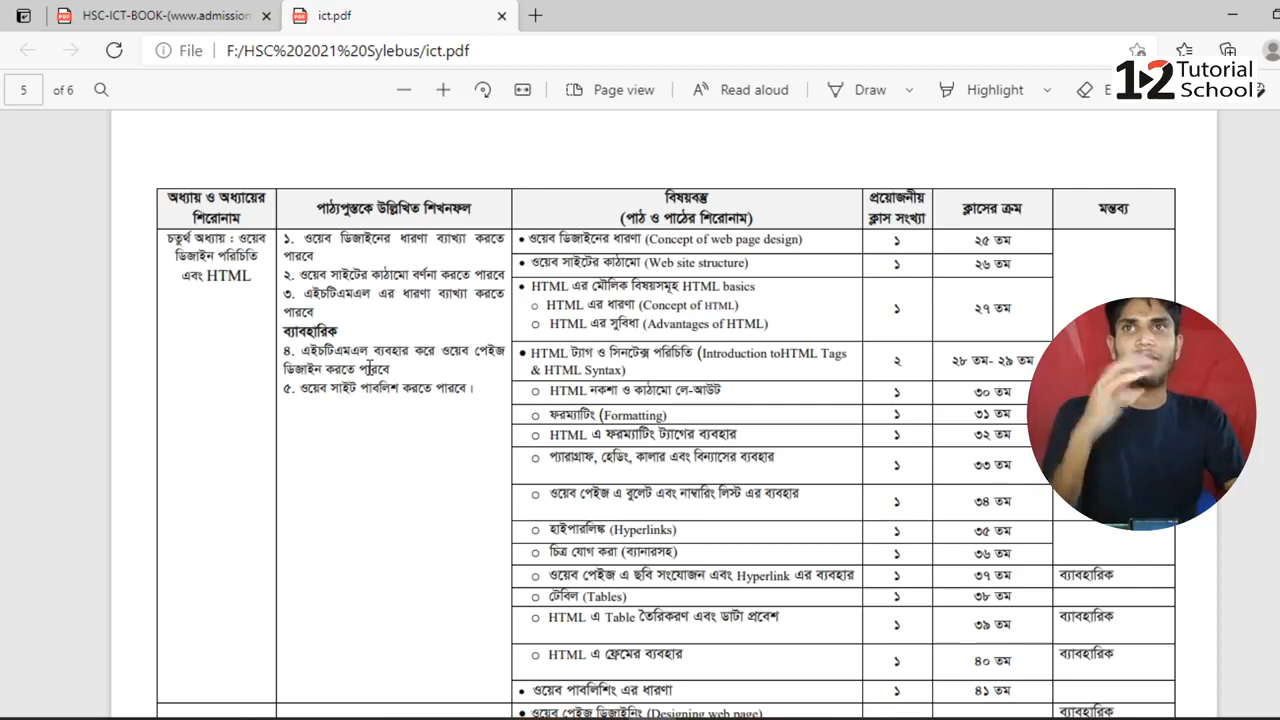 HSC-ICT-BOOK-(www.admission
ict.pdf
File
F:/HSC%202021%20Sylebus/ict.pdf
12 Tutorial School
5
of 6
Page view
Read aloud
Draw
Highlight
অধ্যায় ও অধ্যায়ের শিরোনাম
পাঠ্যপুস্তকে উল্লিখিত শিখনফল
বিষয়বস্তু
(পাঠ ও পাঠের শিরোনাম)
প্রয়োজনীয় ক্লাস সংখ্যা
ক্লাসের ক্রম
মন্তব্য
চতুর্থ অধ্যায় : ওয়েব
ডিজাইন পরিচিতি
এবং HTML
১. ওয়েব ডিজাইনের ধারণা ব্যাখ্যা করতে
পারবে
২. ওয়েব সাইটের কাঠামো বর্ণনা করতে পারবে
৩. এইচটিএমএল এর ধারণা ব্যাখ্যা করতে
পারবে
ব্যাবহারিক
৪. এইচটিএমএল ব্যবহার করে ওয়েব পেইজ
ডিজাইন করতে পারবে
৫. ওয়েব সাইট পাবলিশ করতে পারবে।
• ওয়েব ডিজাইনের ধারণা (Concept of web page design) ১ ২৫ তম
• ওয়েব সাইটের কাঠামো (Web site structure) ১ ২৬ তম
• HTML এর মৌলিক বিষয়সমূহ HTML basics
○ HTML এর ধারণা (Concept of HTML) ১ ২৭ তম
○ HTML এর সুবিধা (Advantages of HTML)
• HTML ট্যাগ ও সিনটেক্স পরিচিতি (Introduction toHTML Tags
& HTML Syntax) ২ ২৮ তম- ২৯ তম
○ HTML নকশা ও কাঠামো লে-আউট ১ ৩০ তম
○ ফরম্যাটিং (Formatting) ১ ৩১ তম
○ HTML এ ফরম্যাটিং ট্যাগের ব্যবহার ১ ৩২ তম
○ প্যারাগ্রাফ, হেডিং, কালার এবং বিন্যাসের ব্যবহার ১ ৩৩ তম
○ ওয়েব পেইজ এ বুলেট এবং নাম্বারিং লিস্ট এর ব্যবহার ১ ৩৪ তম
○ হাইপারলিঙ্ক (Hyperlinks) ১ ৩৫ তম
○ চিত্র যোগ করা (ব্যানারসহ) ১ ৩৬ তম
○ ওয়েব পেইজ এ ছবি সংযোজন এবং Hyperlink এর ব্যবহার ১ ৩৭ তম ব্যাবহারিক
○ টেবিল (Tables) ১ ৩৮ তম
○ HTML এ Table তৈরিকরণ এবং ডাটা প্রবেশ ১ ৩৯ তম ব্যাবহারিক
○ HTML এ ফ্রেমের ব্যবহার ১ ৪০ তম ব্যাবহারিক
• ওয়েব পাবলিশিং এর ধারণা ১ ৪১ তম
• ওয়েব পেইজ ডিজাইনিং (Designing web page) ব্যাবহারিক